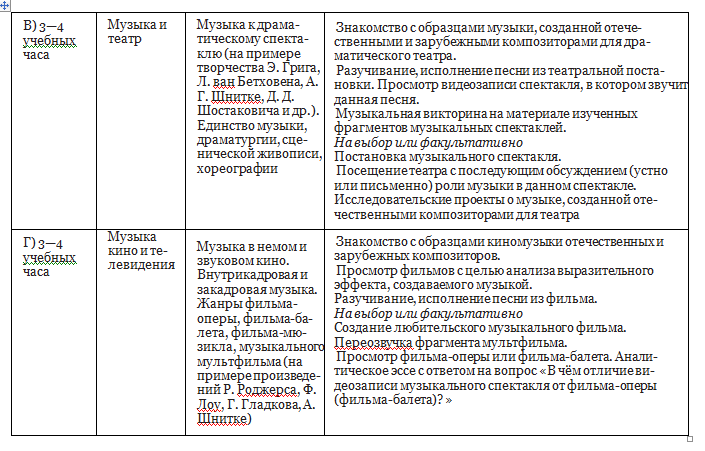 В) 3—4
учебных
часа
Музыка и
театр
Музыка к драма-
тическому спекта-
клю (на примере
творчества Э. Грига,
Л. ван Бетховена, А.
Г. Шнитке, Д. Д.
Шостаковича и др.).
Единство музыки,
драматургии, сце-
нической живописи,
хореографии
Знакомство с образцами музыки, созданной отече-
ственными и зарубежными композиторами для дра-
матического театра.
Разучивание, исполнение песни из театральной поста-
новки. Просмотр видеозаписи спектакля, в котором звучит
данная песня.
Музыкальная викторина на материале изученных
фрагментов музыкальных спектаклей.
На выбор или факультативно
Постановка музыкального спектакля.
Посещение театра с последующим обсуждением (устно
или письменно) роли музыки в данном спектакле.
Исследовательские проекты о музыке, созданной оте-
чественными композиторами для театра
Г) 3—4
учебных
часа
Музыка
кино и те-
левидения
Музыка в немом и
звуковом кино.
Внутрикадровая и
закадровая музыка.
Жанры фильма-
оперы, фильма-ба-
лета, фильма-мю-
зикла, музыкального
мультфильма (на
примере произведе-
ний Р. Роджерса, Ф.
Лоу, Г. Гладкова, А.
Шнитке)
Знакомство с образцами киномузыки отечественных и
зарубежных композиторов.
Просмотр фильмов с целью анализа выразительного
эффекта, создаваемого музыкой.
Разучивание, исполнение песни из фильма.
На выбор или факультативно
Создание любительского музыкального фильма.
Переозвучка фрагмента мультфильма.
Просмотр фильма-оперы или фильма-балета. Анали-
тическое эссе с ответом на вопрос «В чём отличие ви-
деозаписи музыкального спектакля от фильма-оперы
(фильма-балета)? »